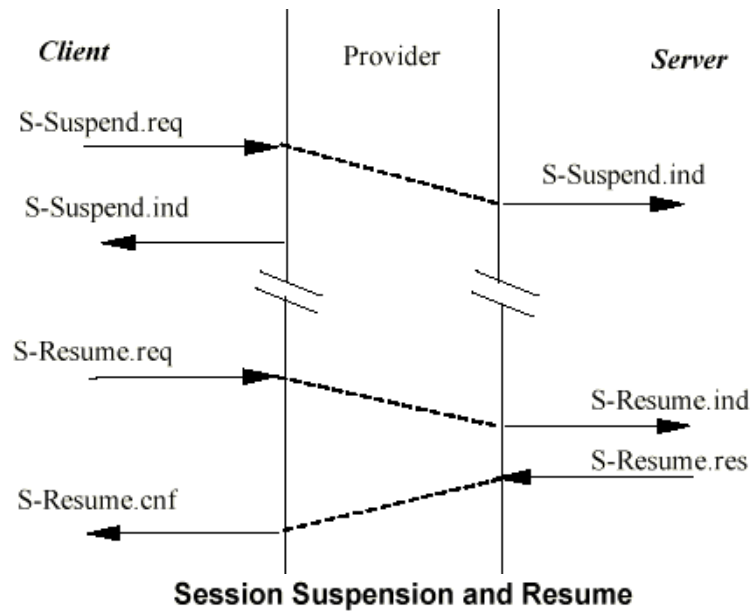 Client
Provider
Server
S-Suspend.req
S-Suspend.ind
S-Suspend.ind
S-Resume.req
S-Resume.ind
S-Resume.res
S-Resume.cnf
Session Suspension and Resume